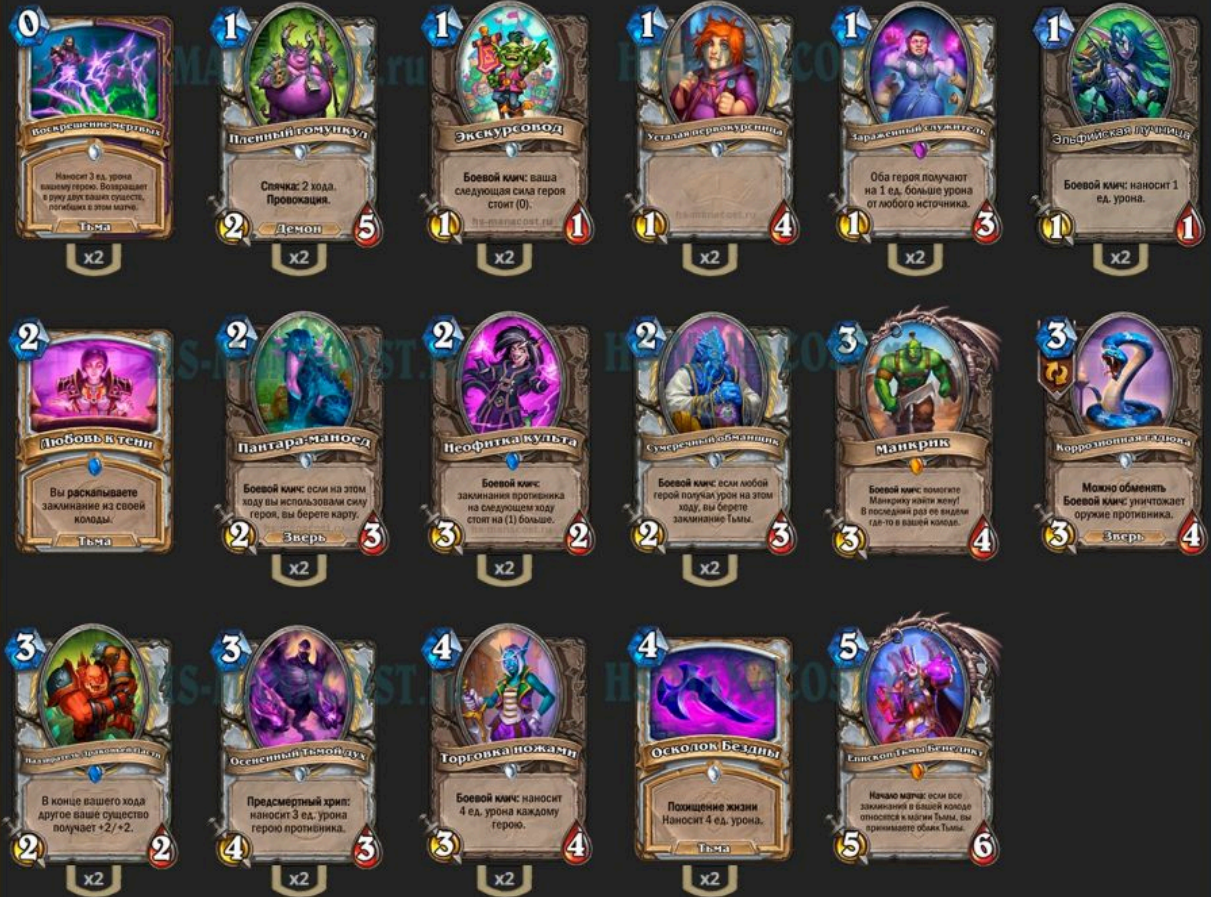 0
Воскрешение мертвых
Наносит 3 ед. урона
вашему герою. Возвращает
в руку двух ваших существ,
погибших в этом матче.
Тьма
x2
1
Пленный гомункул
Спячка: 2 хода.
Провокация.
2
Демон
5
x2
1
Экскурсовод
Боевой клич: ваша
следующая сила героя
стоит (0).
hs-manacost.ru
1
1
x2
1
Усталая первокурсница
hs-manacost.ru
1
4
x2
1
Зараженный служитель
Оба героя получают
на 1 ед. больше урона
от любого источника.
1
3
x2
1
Эльфийская лучница
Боевой клич: наносит 1
ед. урона.
1
1
x2
2
Любовь к тени
Вы раскапываете
заклинание из своей
колоды.
Тьма
2
Пантара-маноед
Боевой клич: если на этом
ходу вы использовали силу
героя, вы берете карту.
2
Зверь
3
x2
2
Неофитка культа
Боевой клич:
заклинания противника
на следующем ходу
стоят на (1) больше.
3
2
x2
2
Сумеречный обманщик
Боевой клич: если любой
герой получал урон на этом
ходу, вы берете
заклинание Тьмы.
2
3
x2
3
Манкрик
Боевой клич: помогите
Манкрику найти жену!
В последний раз ее видели
где-то в вашей колоде.
3
4
3
Коррозионная гадюка
Можно обменять
Боевой клич: уничтожает
оружие противника.
3
Зверь
4
3
Надзиратель Драконьей Пасти
В конце вашего хода
другое ваше существо
получает +2/+2.
2
2
x2
3
Осененный Тьмой дух
Предсмертный хрип:
наносит 3 ед. урона
герою противника.
4
3
x2
4
Торговка ножами
Боевой клич: наносит
4 ед. урона каждому
герою.
3
4
x2
4
Осколок Бездны
Похищение жизни
Наносит 4 ед. урона.
Тьма
x2
5
Епископ Тьмы Бенедикт
Начало матча: если все
заклинания в вашей колоде
относятся к магии Тьмы, вы
принимаете облик Тьмы.
5
6